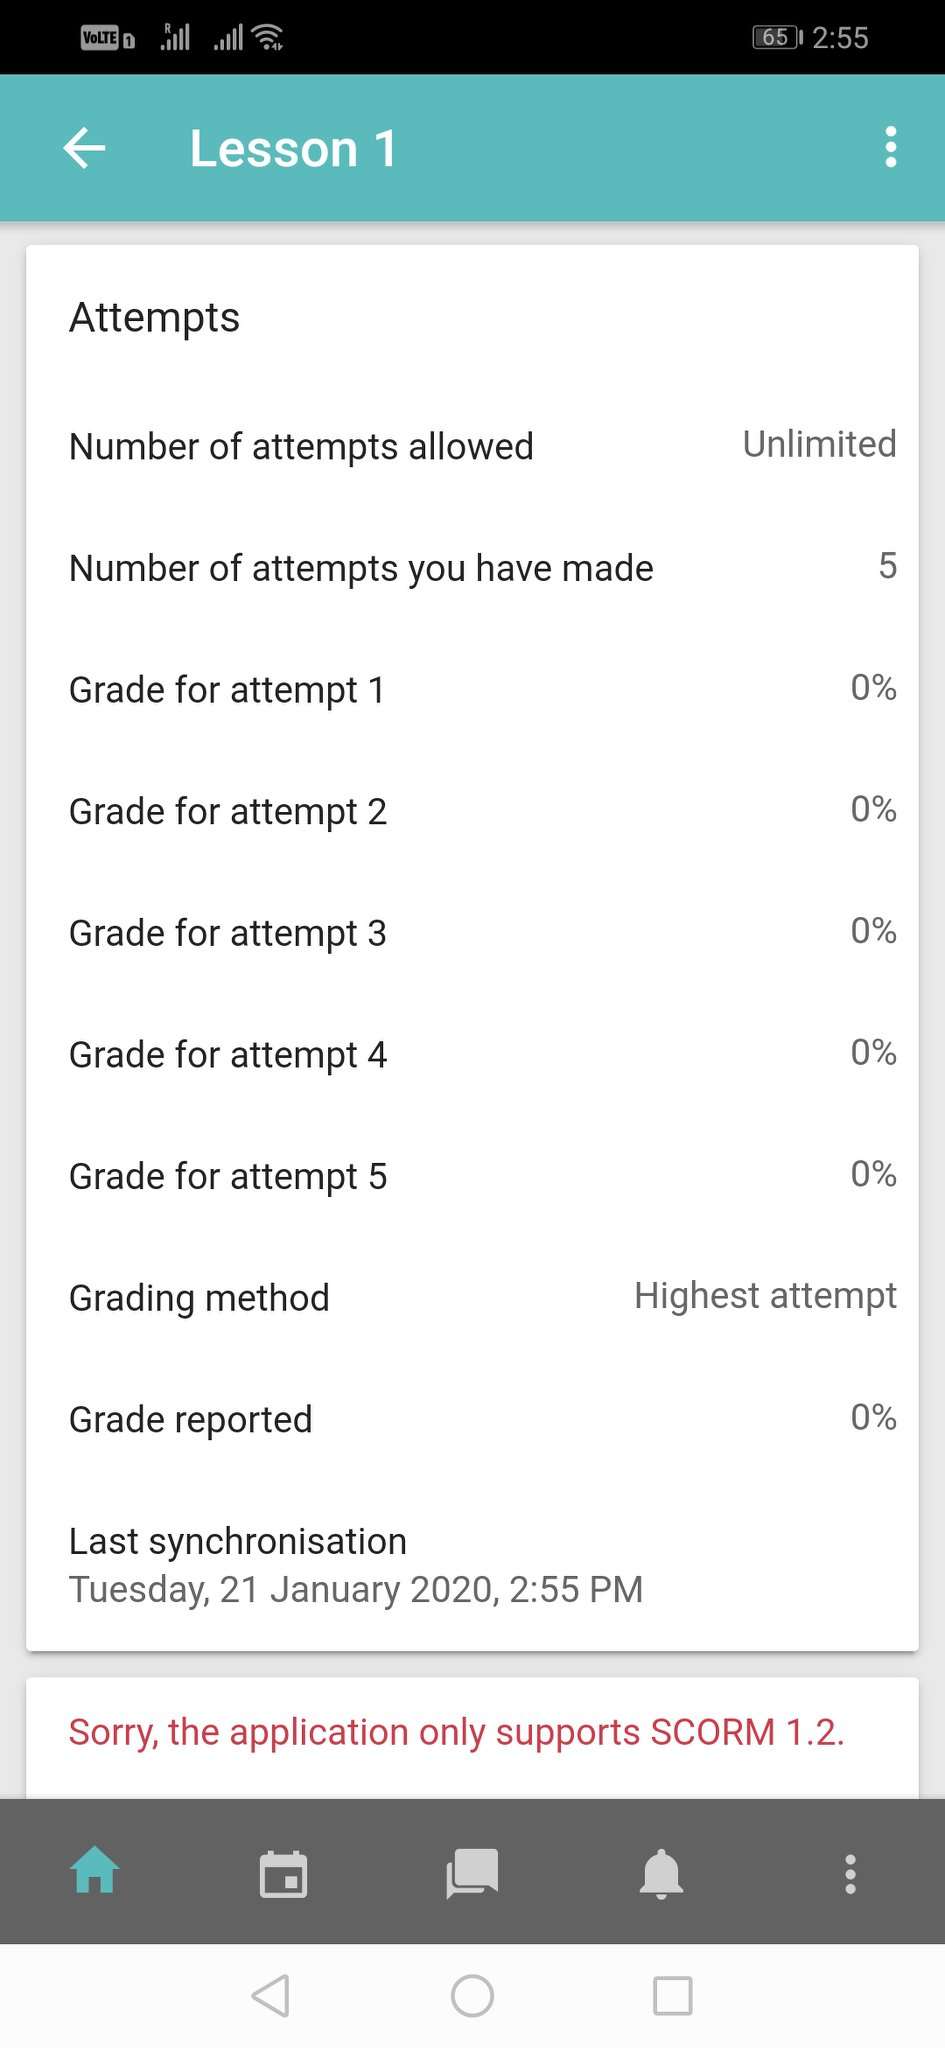 VoLTE 1 R 65 2:55
Lesson 1
Attempts
Number of attempts allowed Unlimited
Number of attempts you have made 5
Grade for attempt 1 0%
Grade for attempt 2 0%
Grade for attempt 3 0%
Grade for attempt 4 0%
Grade for attempt 5 0%
Grading method Highest attempt
Grade reported 0%
Last synchronisation
Tuesday, 21 January 2020, 2:55 PM
Sorry, the application only supports SCORM 1.2.